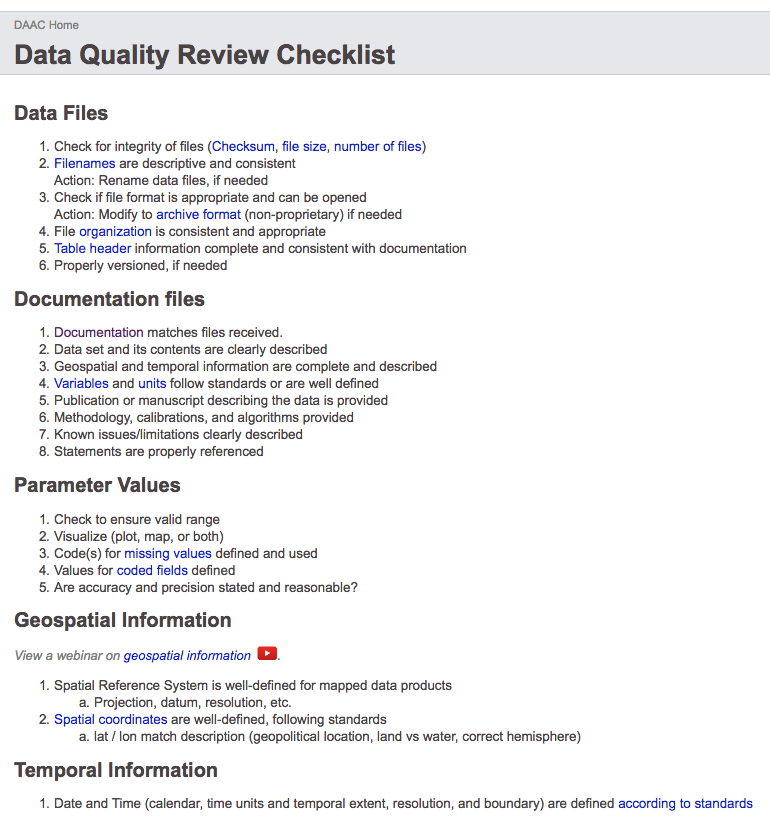 DAAC Home
Data Quality Review Checklist
Data Files
1. Check for integrity of files (Checksum, file size, number of files)
2. Filenames are descriptive and consistent
Action: Rename data files, if needed
3. Check if file format is appropriate and can be opened
Action: Modify to archive format (non-proprietary) if needed
4. File organization is consistent and appropriate
5. Table header information complete and consistent with documentation
6. Properly versioned, if needed
Documentation files
1. Documentation matches files received.
2. Data set and its contents are clearly described
3. Geospatial and temporal information are complete and described
4. Variables and units follow standards or are well defined
5. Publication or manuscript describing the data is provided
6. Methodology, calibrations, and algorithms provided
7. Known issues/limitations clearly described
8. Statements are properly referenced
Parameter Values
1. Check to ensure valid range
2. Visualize (plot, map, or both)
3. Code(s) for missing values defined and used
4. Values for coded fields defined
5. Are accuracy and precision stated and reasonable?
Geospatial Information
View a webinar on geospatial information .
1. Spatial Reference System is well-defined for mapped data products
a. Projection, datum, resolution, etc.
2. Spatial coordinates are well-defined, following standards
a. lat / lon match description (geopolitical location, land vs water, correct hemisphere)
Temporal Information
1. Date and Time (calendar, time units and temporal extent, resolution, and boundary) are defined according to standards